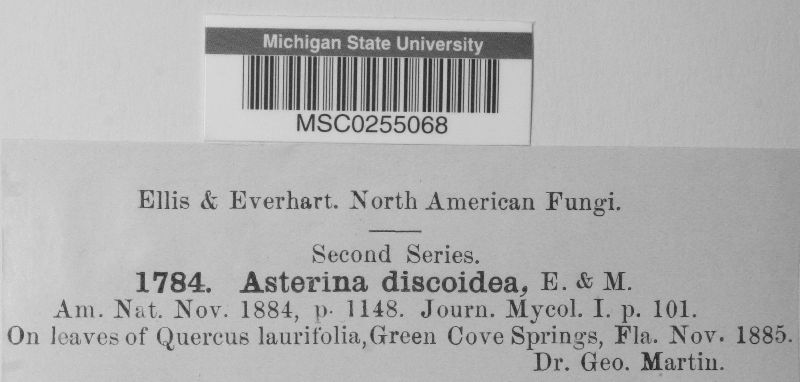 Michigan State University
MSC0255068
Ellis & Everhart. North American Fungi.
Second Series.
1784. Asterina discoidea, E. & M.
Am. Nat. Nov. 1884, p. 1148. Journ. Mycol. I. p. 101.
On leaves of Quercus laurifolia, Green Cove Springs, Fla. Nov. 1885.
Dr. Geo. Martin.